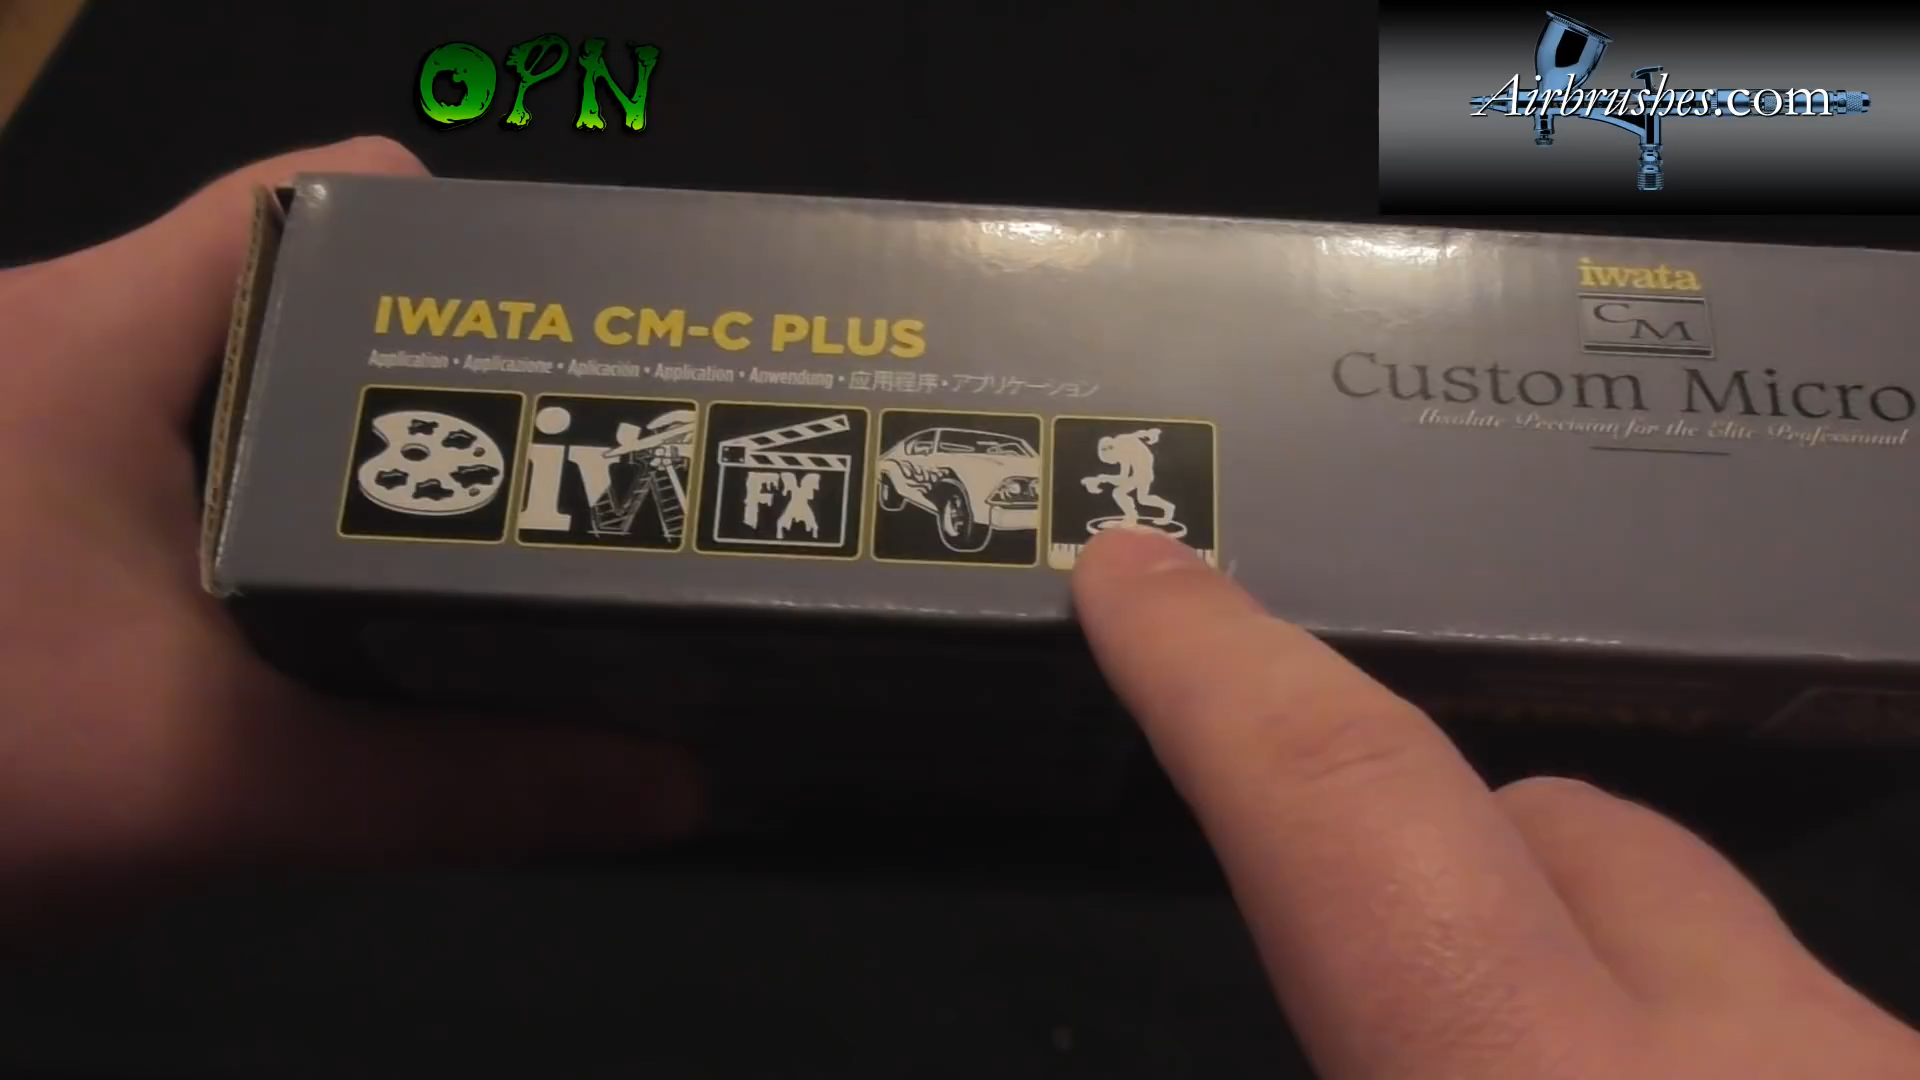 OPN
Airbrushes.com
iwata
CM
Custom Micro
Absolute Precision for the Elite Professional
IWATA CM-C PLUS
Application • Applicazione • Aplicación • Application • Anwendung • 应用程序 • アプリケーション
iw
FX